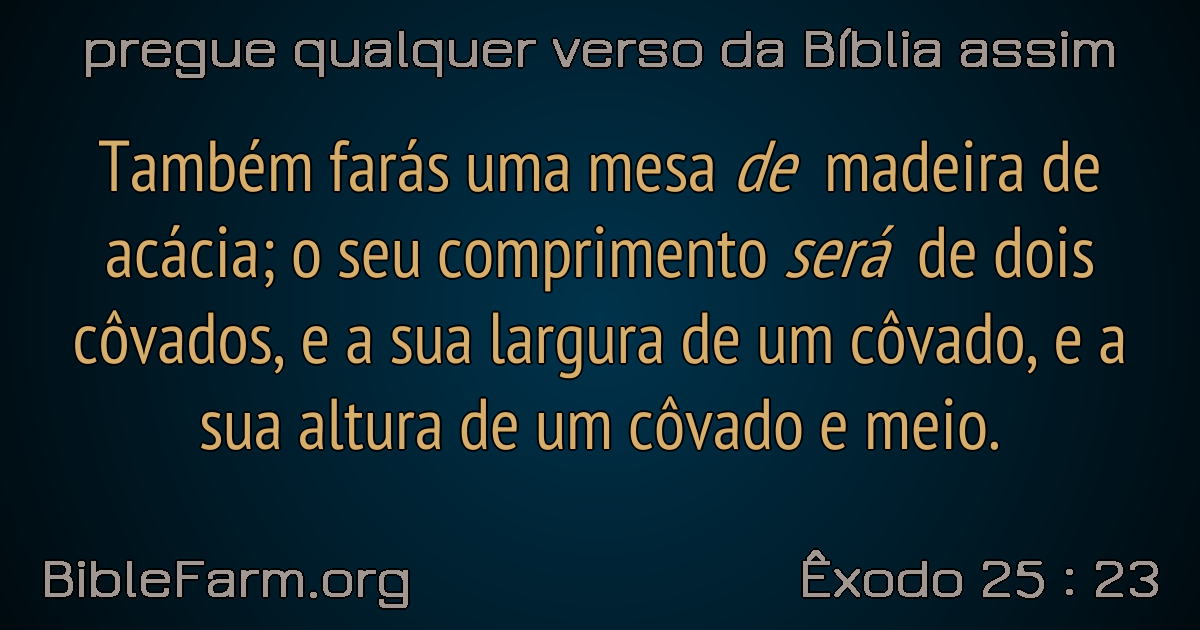 pregue qualquer verso da Bíblia assim
Também farás uma mesa de madeira de
acácia; o seu comprimento será de dois
côvados, e a sua largura de um côvado, e a
sua altura de um côvado e meio.
BibleFarm.org
Êxodo 25 : 23